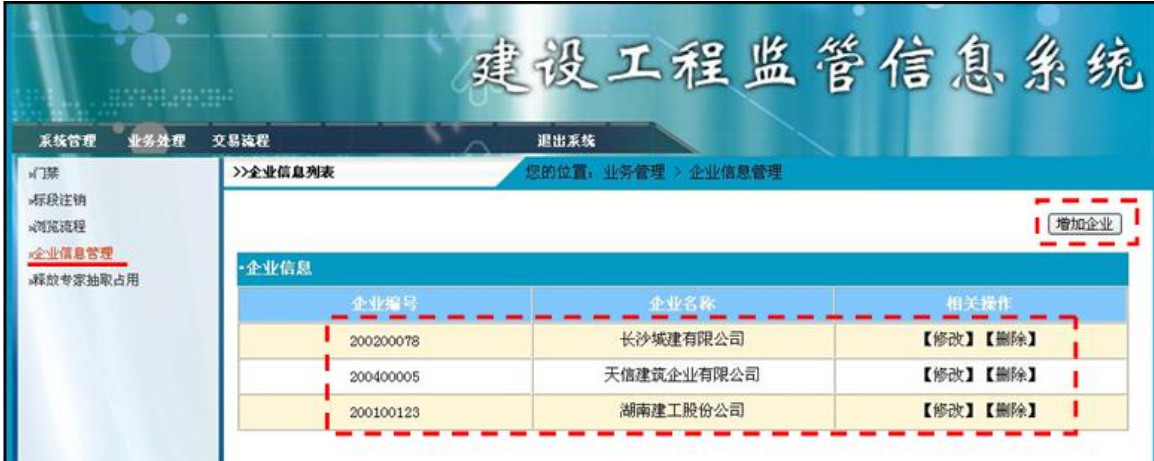 建设工程监管信息系统
系统管理 业务处理 交易流程 退出系统
»门禁
»标段注销
»浏览流程
»企业信息管理
»释放专家抽取占用
>>企业信息列表 您的位置：业务管理 > 企业信息管理
增加企业
·企业信息
企业编号 企业名称 相关操作
200200078 长沙城建有限公司 【修改】【删除】
200400005 天信建筑企业有限公司 【修改】【删除】
200100123 湖南建工股份公司 【修改】【删除】